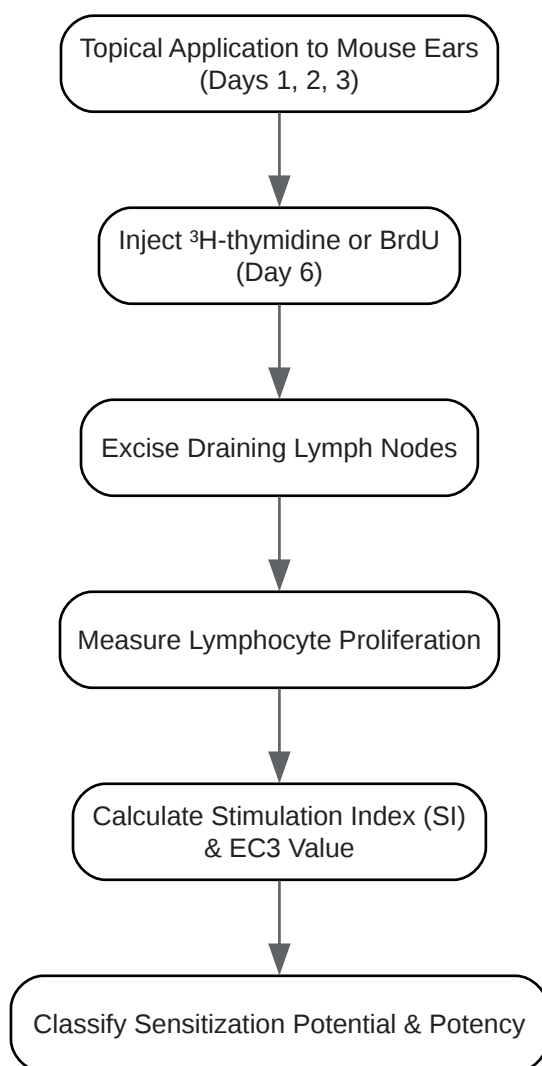 Topical Application to Mouse Ears
(Days 1, 2, 3)
Inject ³H-thymidine or BrdU
(Day 6)
Excise Draining Lymph Nodes
Measure Lymphocyte Proliferation
Calculate Stimulation Index (SI)
& EC3 Value
Classify Sensitization Potential & Potency